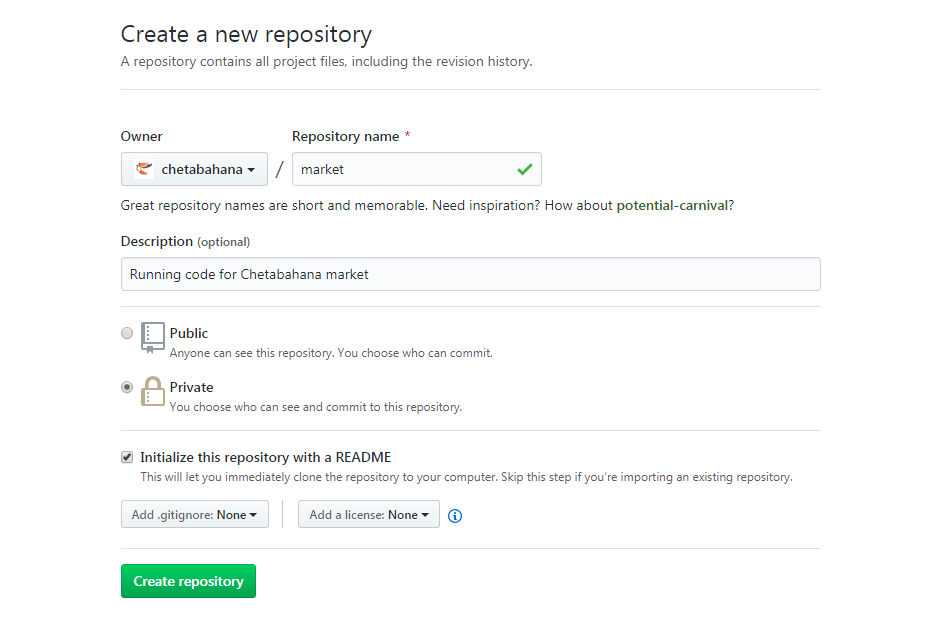 Create a new repository
A repository contains all project files, including the revision history.
Owner Repository name *
chetabahana / market
Great repository names are short and memorable. Need inspiration? How about potential-carnival?
Description (optional)
Running code for Chetabahana market
Public
Anyone can see this repository. You choose who can commit.
Private
You choose who can see and commit to this repository.
Initialize this repository with a README
This will let you immediately clone the repository to your computer. Skip this step if you're importing an existing repository.
Add .gitignore: None Add a license: None
Create repository